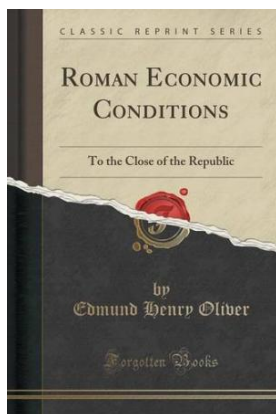 CLASSIC REPRINT SERIES
ROMAN ECONOMIC
CONDITIONS
To the Close of the Republic
by
Edmund Henry Oliver
Forgotten Books